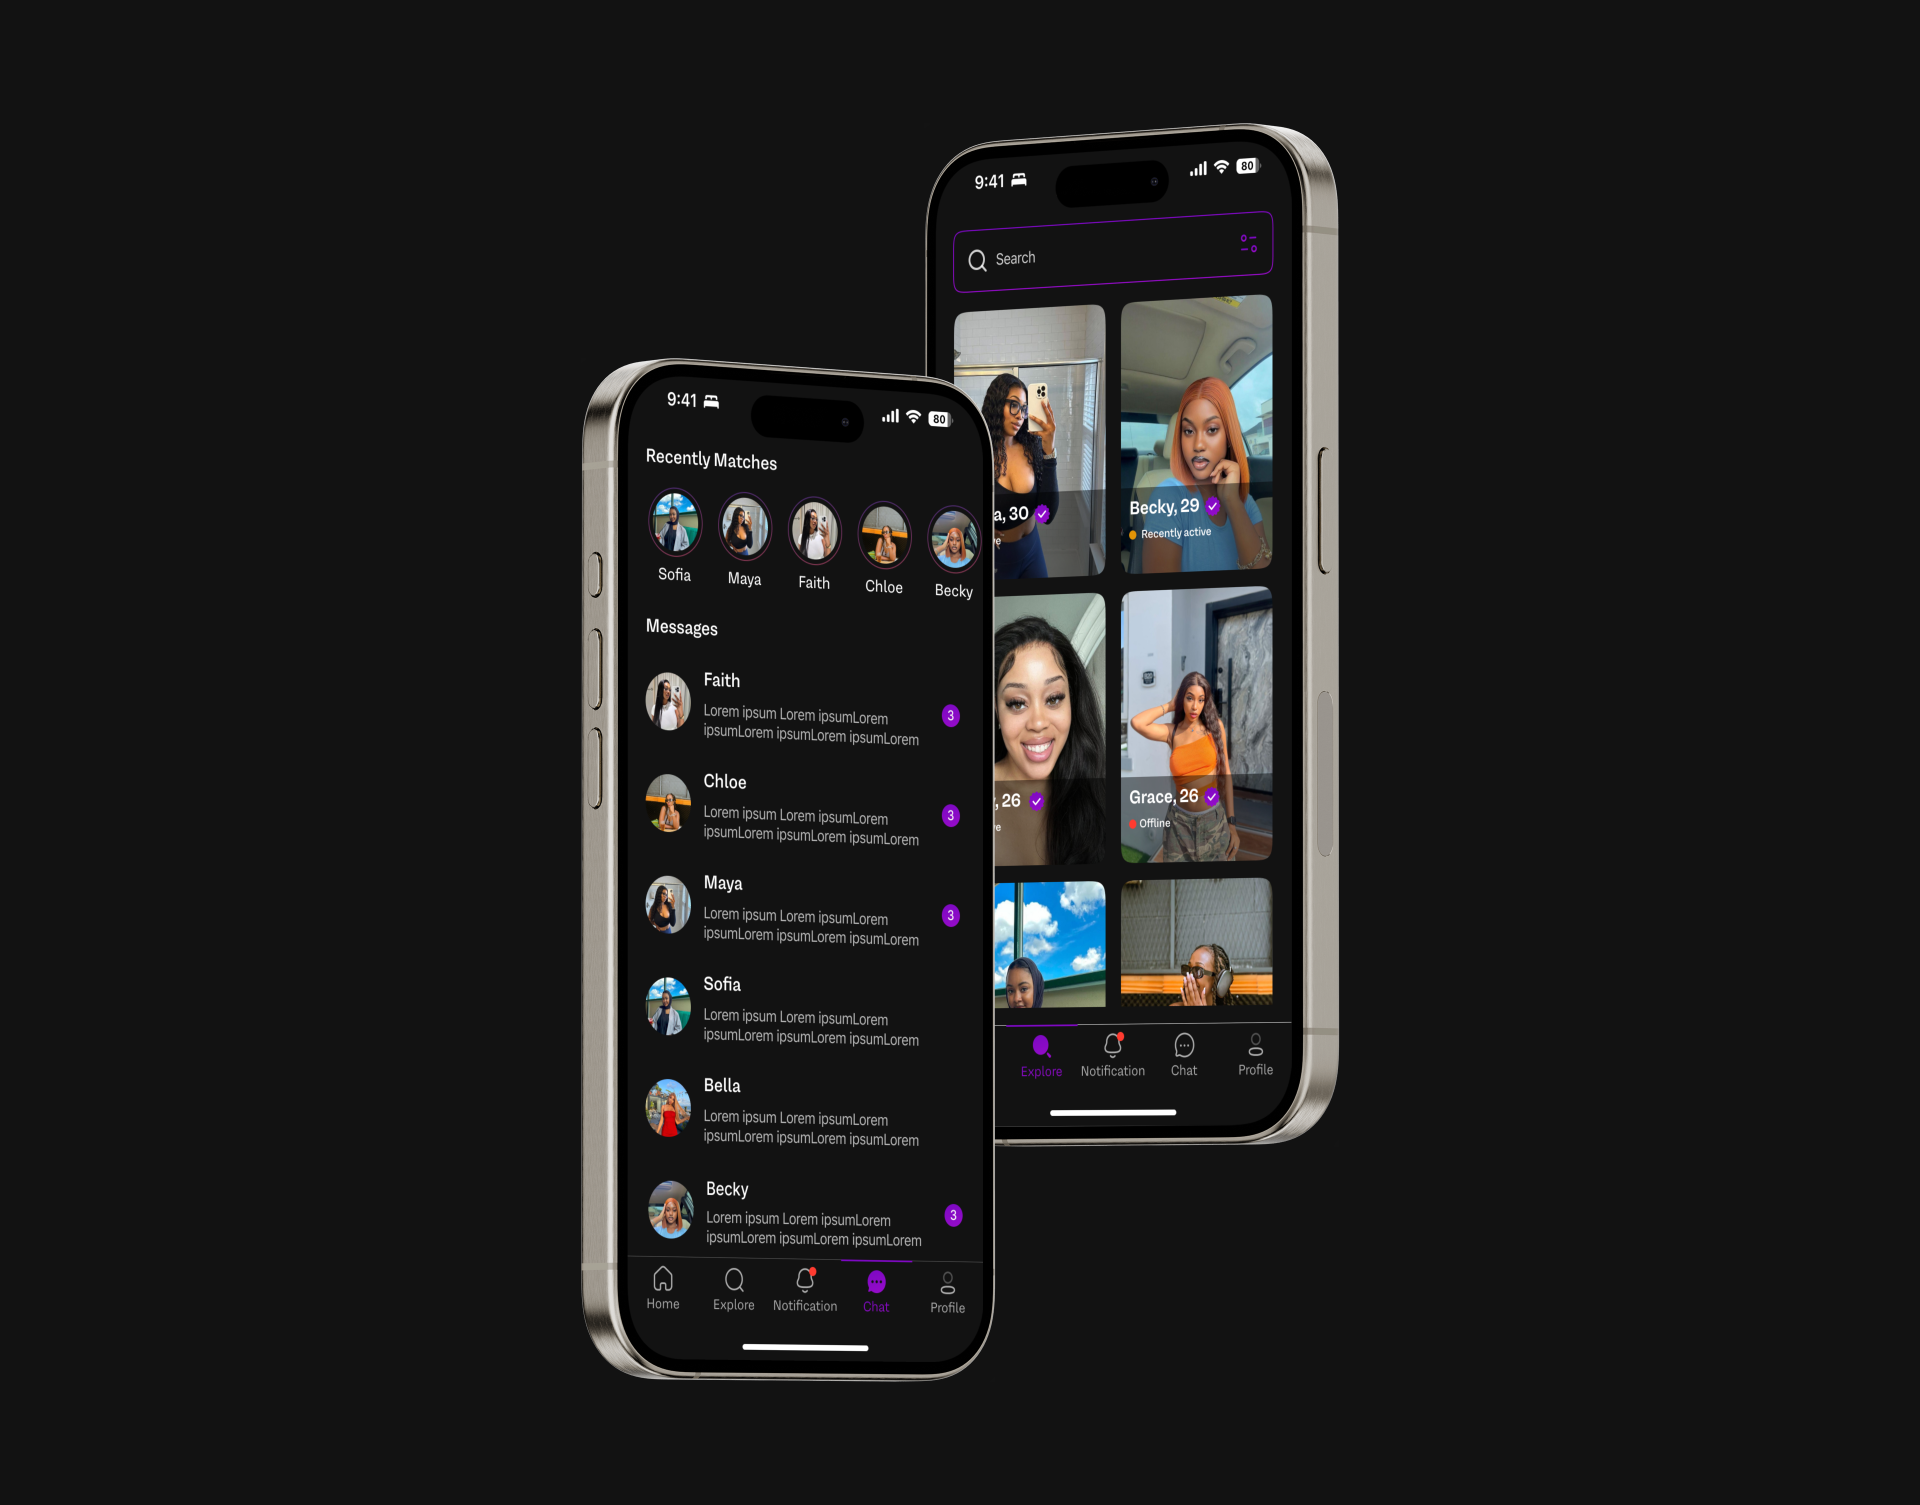 9:41
80
Recently Matches
Sofia
Maya
Faith
Chloe
Becky
Messages
Faith
Lorem ipsum Lorem ipsumLorem
ipsumLorem ipsumLorem ipsumLorem
3
Chloe
Lorem ipsum Lorem ipsumLorem
ipsumLorem ipsumLorem ipsumLorem
3
Maya
Lorem ipsum Lorem ipsumLorem
ipsumLorem ipsumLorem ipsumLorem
3
Sofia
Lorem ipsum Lorem ipsumLorem
ipsumLorem ipsumLorem ipsumLorem
Bella
Lorem ipsum Lorem ipsumLorem
ipsumLorem ipsumLorem ipsumLorem
Becky
Lorem ipsum Lorem ipsumLorem
ipsumLorem ipsumLorem ipsumLorem
3
Home
Explore
Notification
Chat
Profile
9:41
80
Search
a, 30
ve
Becky, 29
Recently active
, 26
ve
Grace, 26
Offline
Explore
Notification
Chat
Profile